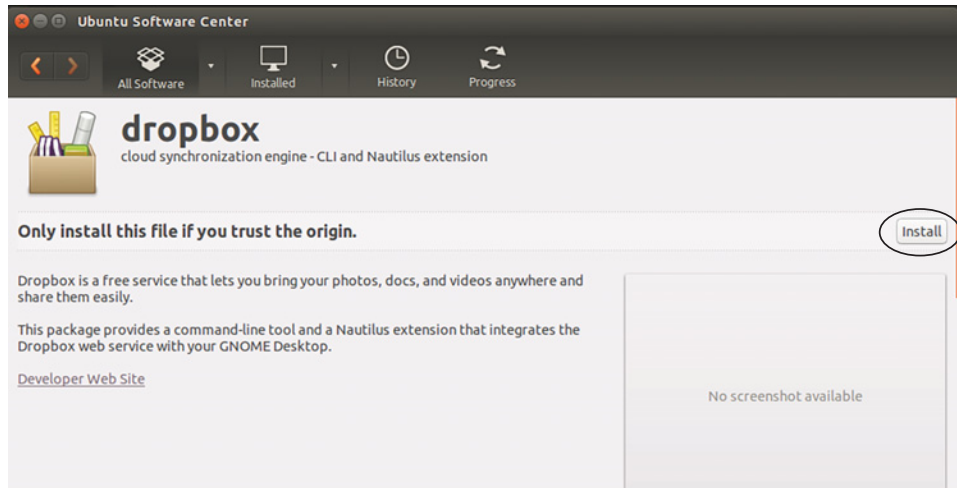 Ubuntu Software Center
All Software
Installed
History
Progress
dropbox
cloud synchronization engine - CLI and Nautilus extension
Only install this file if you trust the origin.
Install
Dropbox is a free service that lets you bring your photos, docs, and videos anywhere and
share them easily.
This package provides a command-line tool and a Nautilus extension that integrates the
Dropbox web service with your GNOME Desktop.
Developer Web Site
No screenshot available